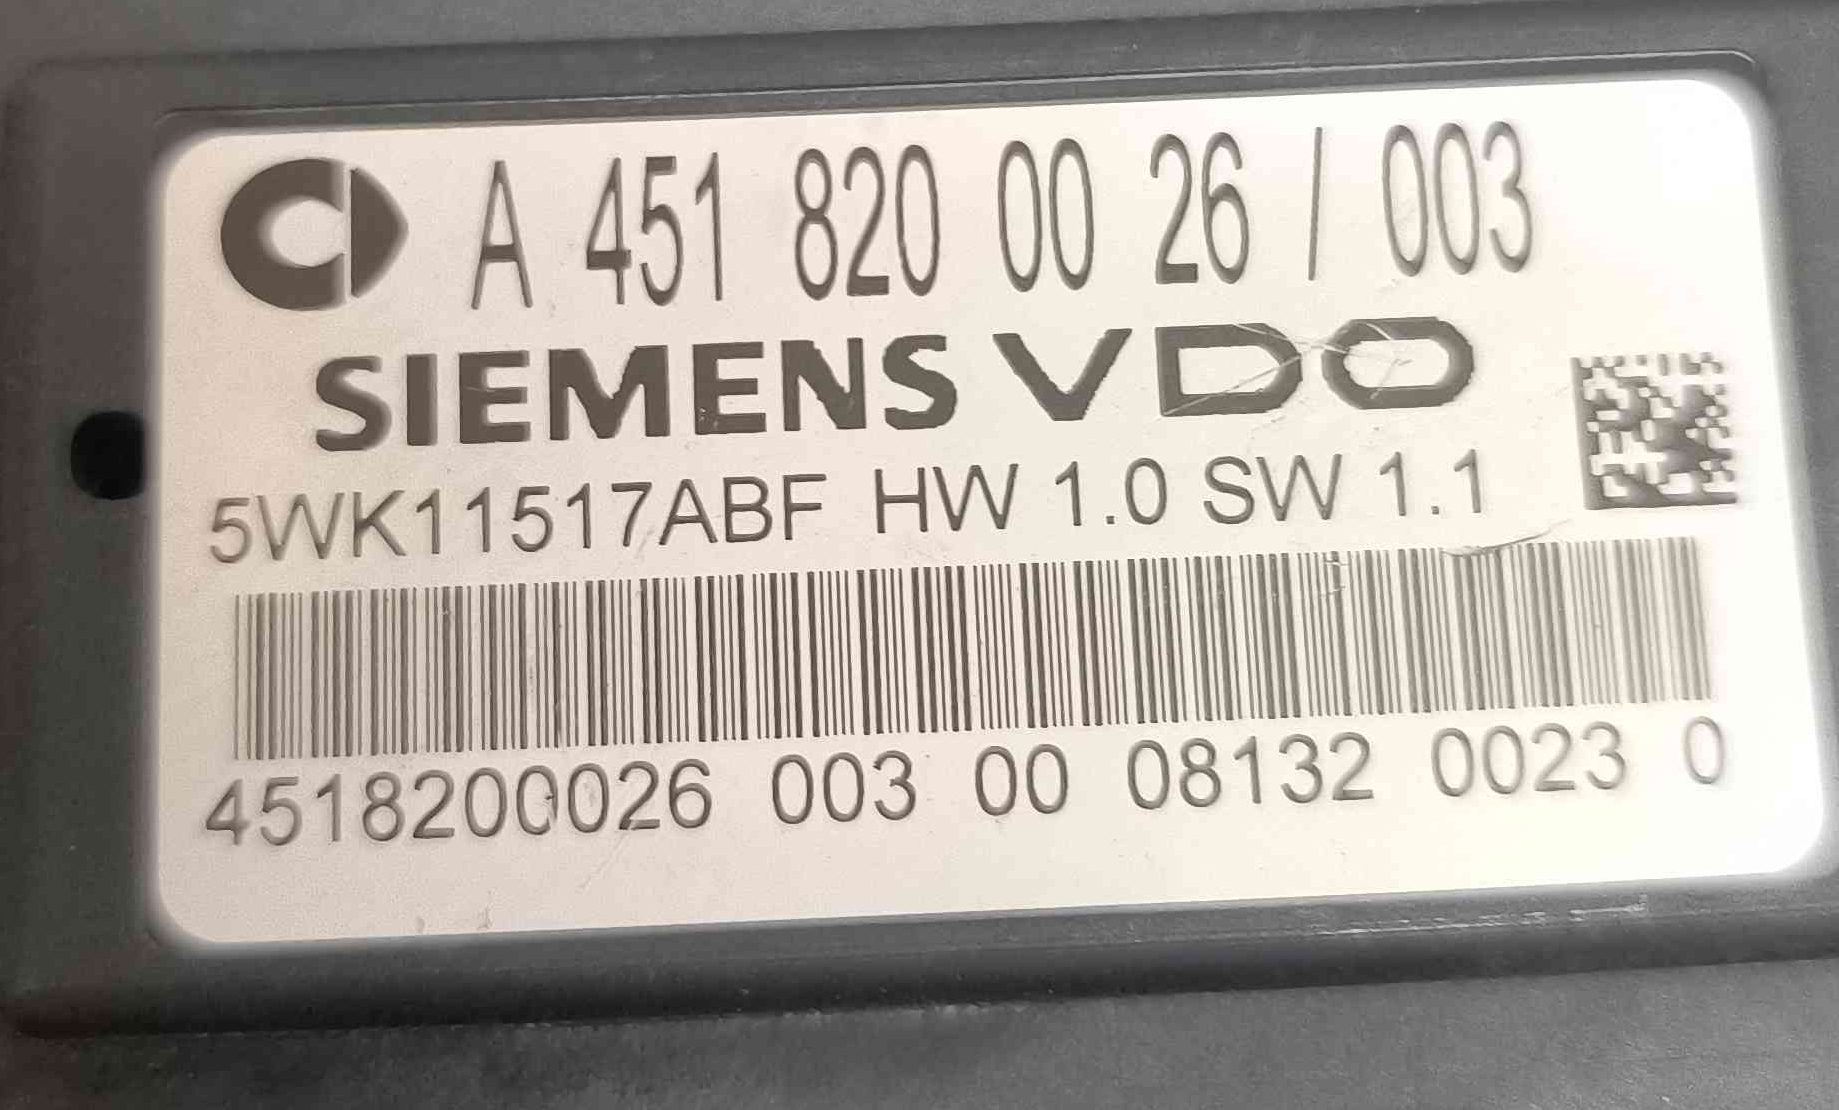 A 451 820 00 26 / 003
SIEMENS VDO
5WK11517ABF HW 1.0 SW 1.1
4518200026 003 00 08132 0023 0